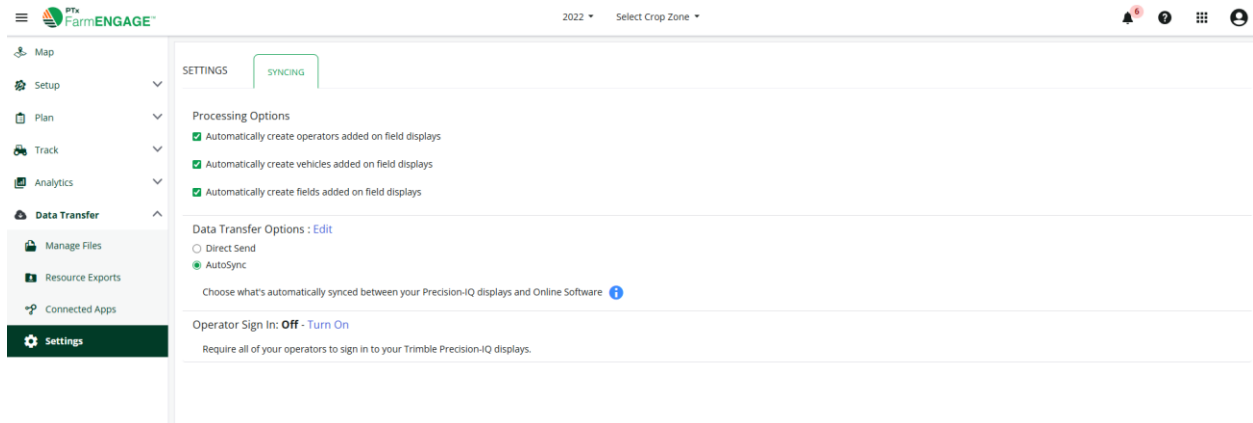 PTx
FarmENGAGE™
2022
Select Crop Zone
6
Map
Setup
Plan
Track
Analytics
Data Transfer
Manage Files
Resource Exports
Connected Apps
Settings
SETTINGS
SYNCING
Processing Options
Automatically create operators added on field displays
Automatically create vehicles added on field displays
Automatically create fields added on field displays
Data Transfer Options : Edit
Direct Send
AutoSync
Choose what's automatically synced between your Precision-IQ displays and Online Software
Operator Sign In: Off - Turn On
Require all of your operators to sign in to your Trimble Precision-IQ displays.